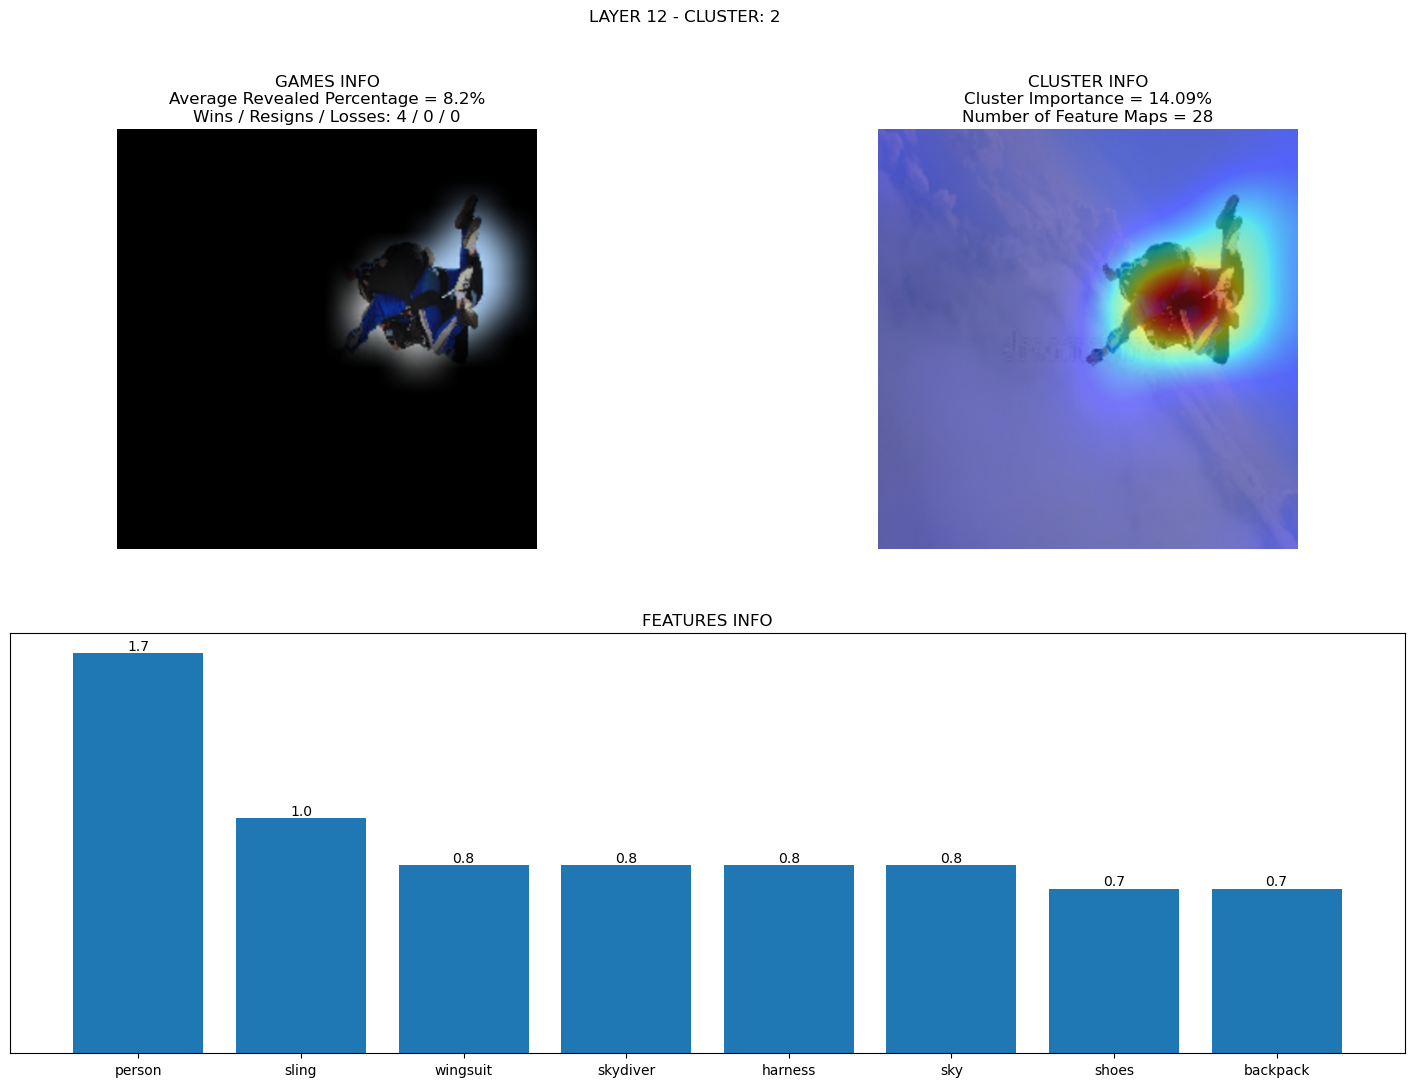 LAYER 12 - CLUSTER: 2
GAMES INFO
Average Revealed Percentage = 8.2%
Wins / Resigns / Losses: 4 / 0 / 0
CLUSTER INFO
Cluster Importance = 14.09%
Number of Feature Maps = 28
FEATURES INFO
1.7
1.0
0.8
0.8
0.8
0.8
0.7
0.7
person
sling
wingsuit
skydiver
harness
sky
shoes
backpack